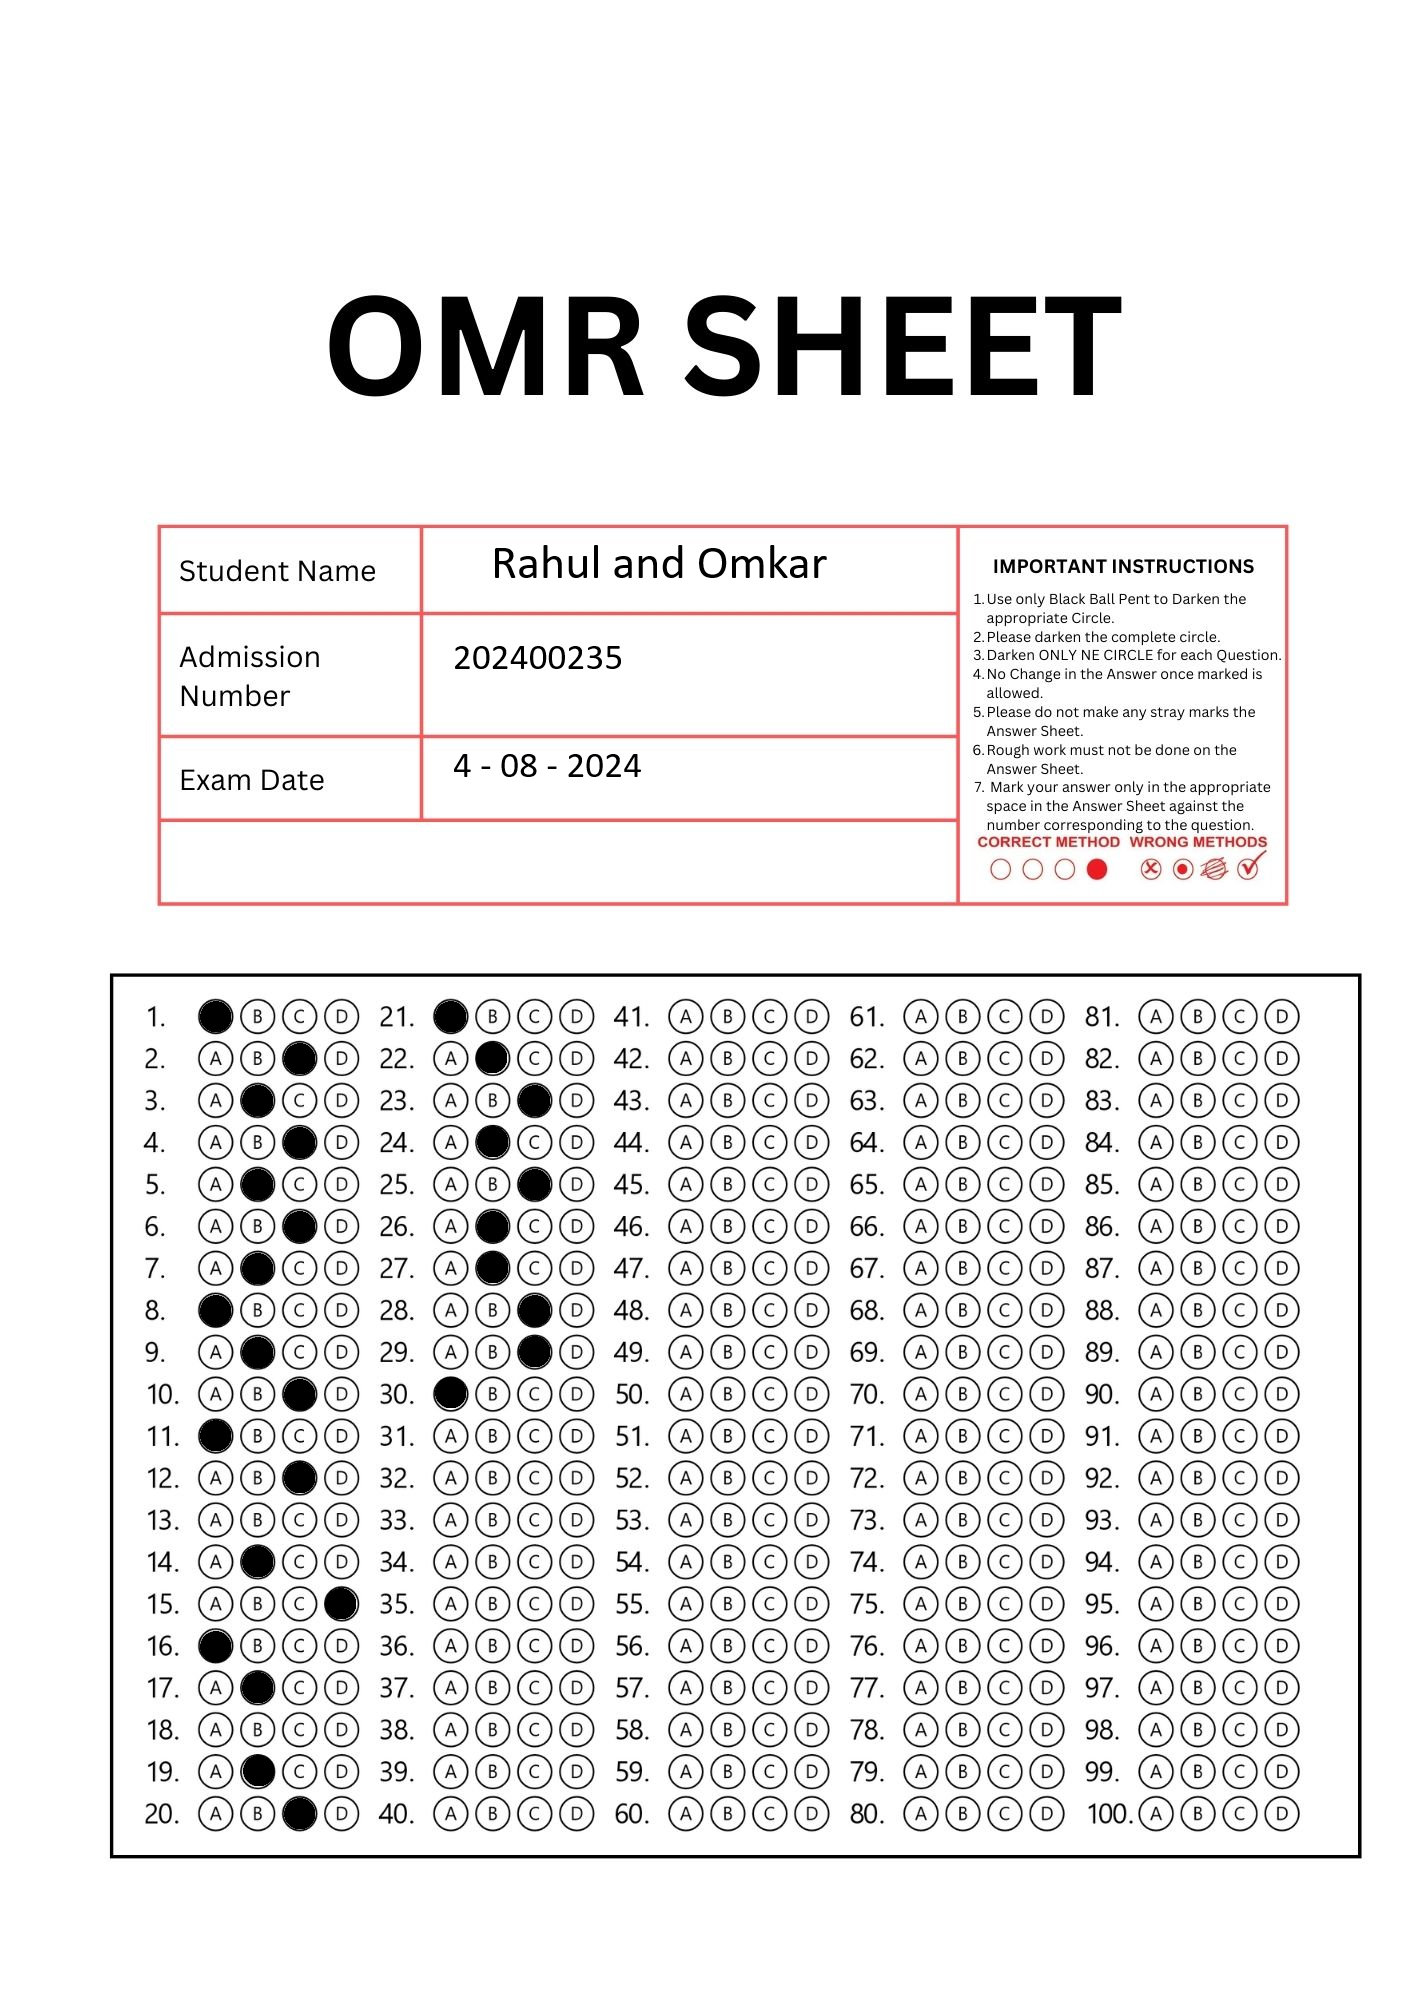 OMR SHEET
Student Name
Rahul and Omkar
Admission
Number
202400235
Exam Date
4 - 08 - 2024
IMPORTANT INSTRUCTIONS
1. Use only Black Ball Pent to Darken the
appropriate Circle.
2. Please darken the complete circle.
3. Darken ONLY NE CIRCLE for each Question.
4. No Change in the Answer once marked is
allowed.
5. Please do not make any stray marks the
Answer Sheet.
6. Rough work must not be done on the
Answer Sheet.
7. Mark your answer only in the appropriate
space in the Answer Sheet against the
number corresponding to the question.
CORRECT METHOD WRONG METHODS
1. B C D 21. B C D 41. A B C D 61. A B C D 81. A B C D
2. A B D 22. A C D 42. A B C D 62. A B C D 82. A B C D
3. A C D 23. A B D 43. A B C D 63. A B C D 83. A B C D
4. A B D 24. A C D 44. A B C D 64. A B C D 84. A B C D
5. A C D 25. A B D 45. A B C D 65. A B C D 85. A B C D
6. A B D 26. A C D 46. A B C D 66. A B C D 86. A B C D
7. A C D 27. A C D 47. A B C D 67. A B C D 87. A B C D
8. B C D 28. A B D 48. A B C D 68. A B C D 88. A B C D
9. A C D 29. A B D 49. A B C D 69. A B C D 89. A B C D
10. A B D 30. B C D 50. A B C D 70. A B C D 90. A B C D
11. B C D 31. A B C D 51. A B C D 71. A B C D 91. A B C D
12. A B D 32. A B C D 52. A B C D 72. A B C D 92. A B C D
13. A B C D 33. A B C D 53. A B C D 73. A B C D 93. A B C D
14. A C D 34. A B C D 54. A B C D 74. A B C D 94. A B C D
15. A B C 35. A B C D 55. A B C D 75. A B C D 95. A B C D
16. B C D 36. A B C D 56. A B C D 76. A B C D 96. A B C D
17. A C D 37. A B C D 57. A B C D 77. A B C D 97. A B C D
18. A B C D 38. A B C D 58. A B C D 78. A B C D 98. A B C D
19. A C D 39. A B C D 59. A B C D 79. A B C D 99. A B C D
20. A B D 40. A B C D 60. A B C D 80. A B C D 100. A B C D